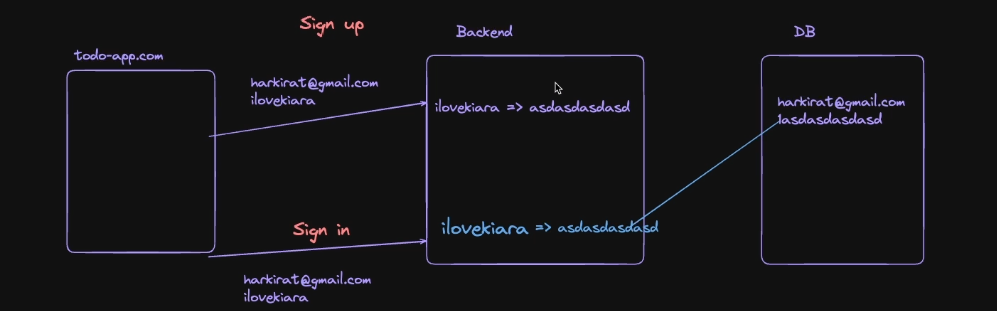 Sign up
Backend
DB
todo-app.com
harkirat@gmail.com
ilovekiara
ilovekiara => asdasdasdasd
harkirat@gmail.com
1asdasdasdasd
Sign in
ilovekiara => asdasdasdasd
harkirat@gmail.com
ilovekiara